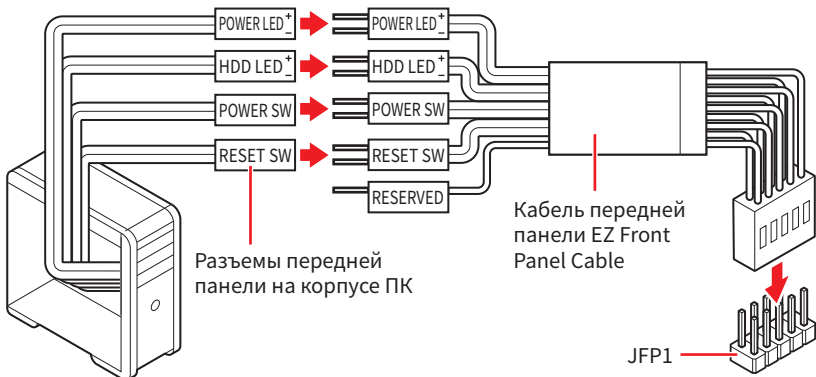 POWER LED + −
POWER LED + −
HDD LED + −
HDD LED + −
POWER SW
POWER SW
RESET SW
RESET SW
RESERVED
Разъемы передней
панели на корпусе ПК
Кабель передней
панели EZ Front
Panel Cable
JFP1